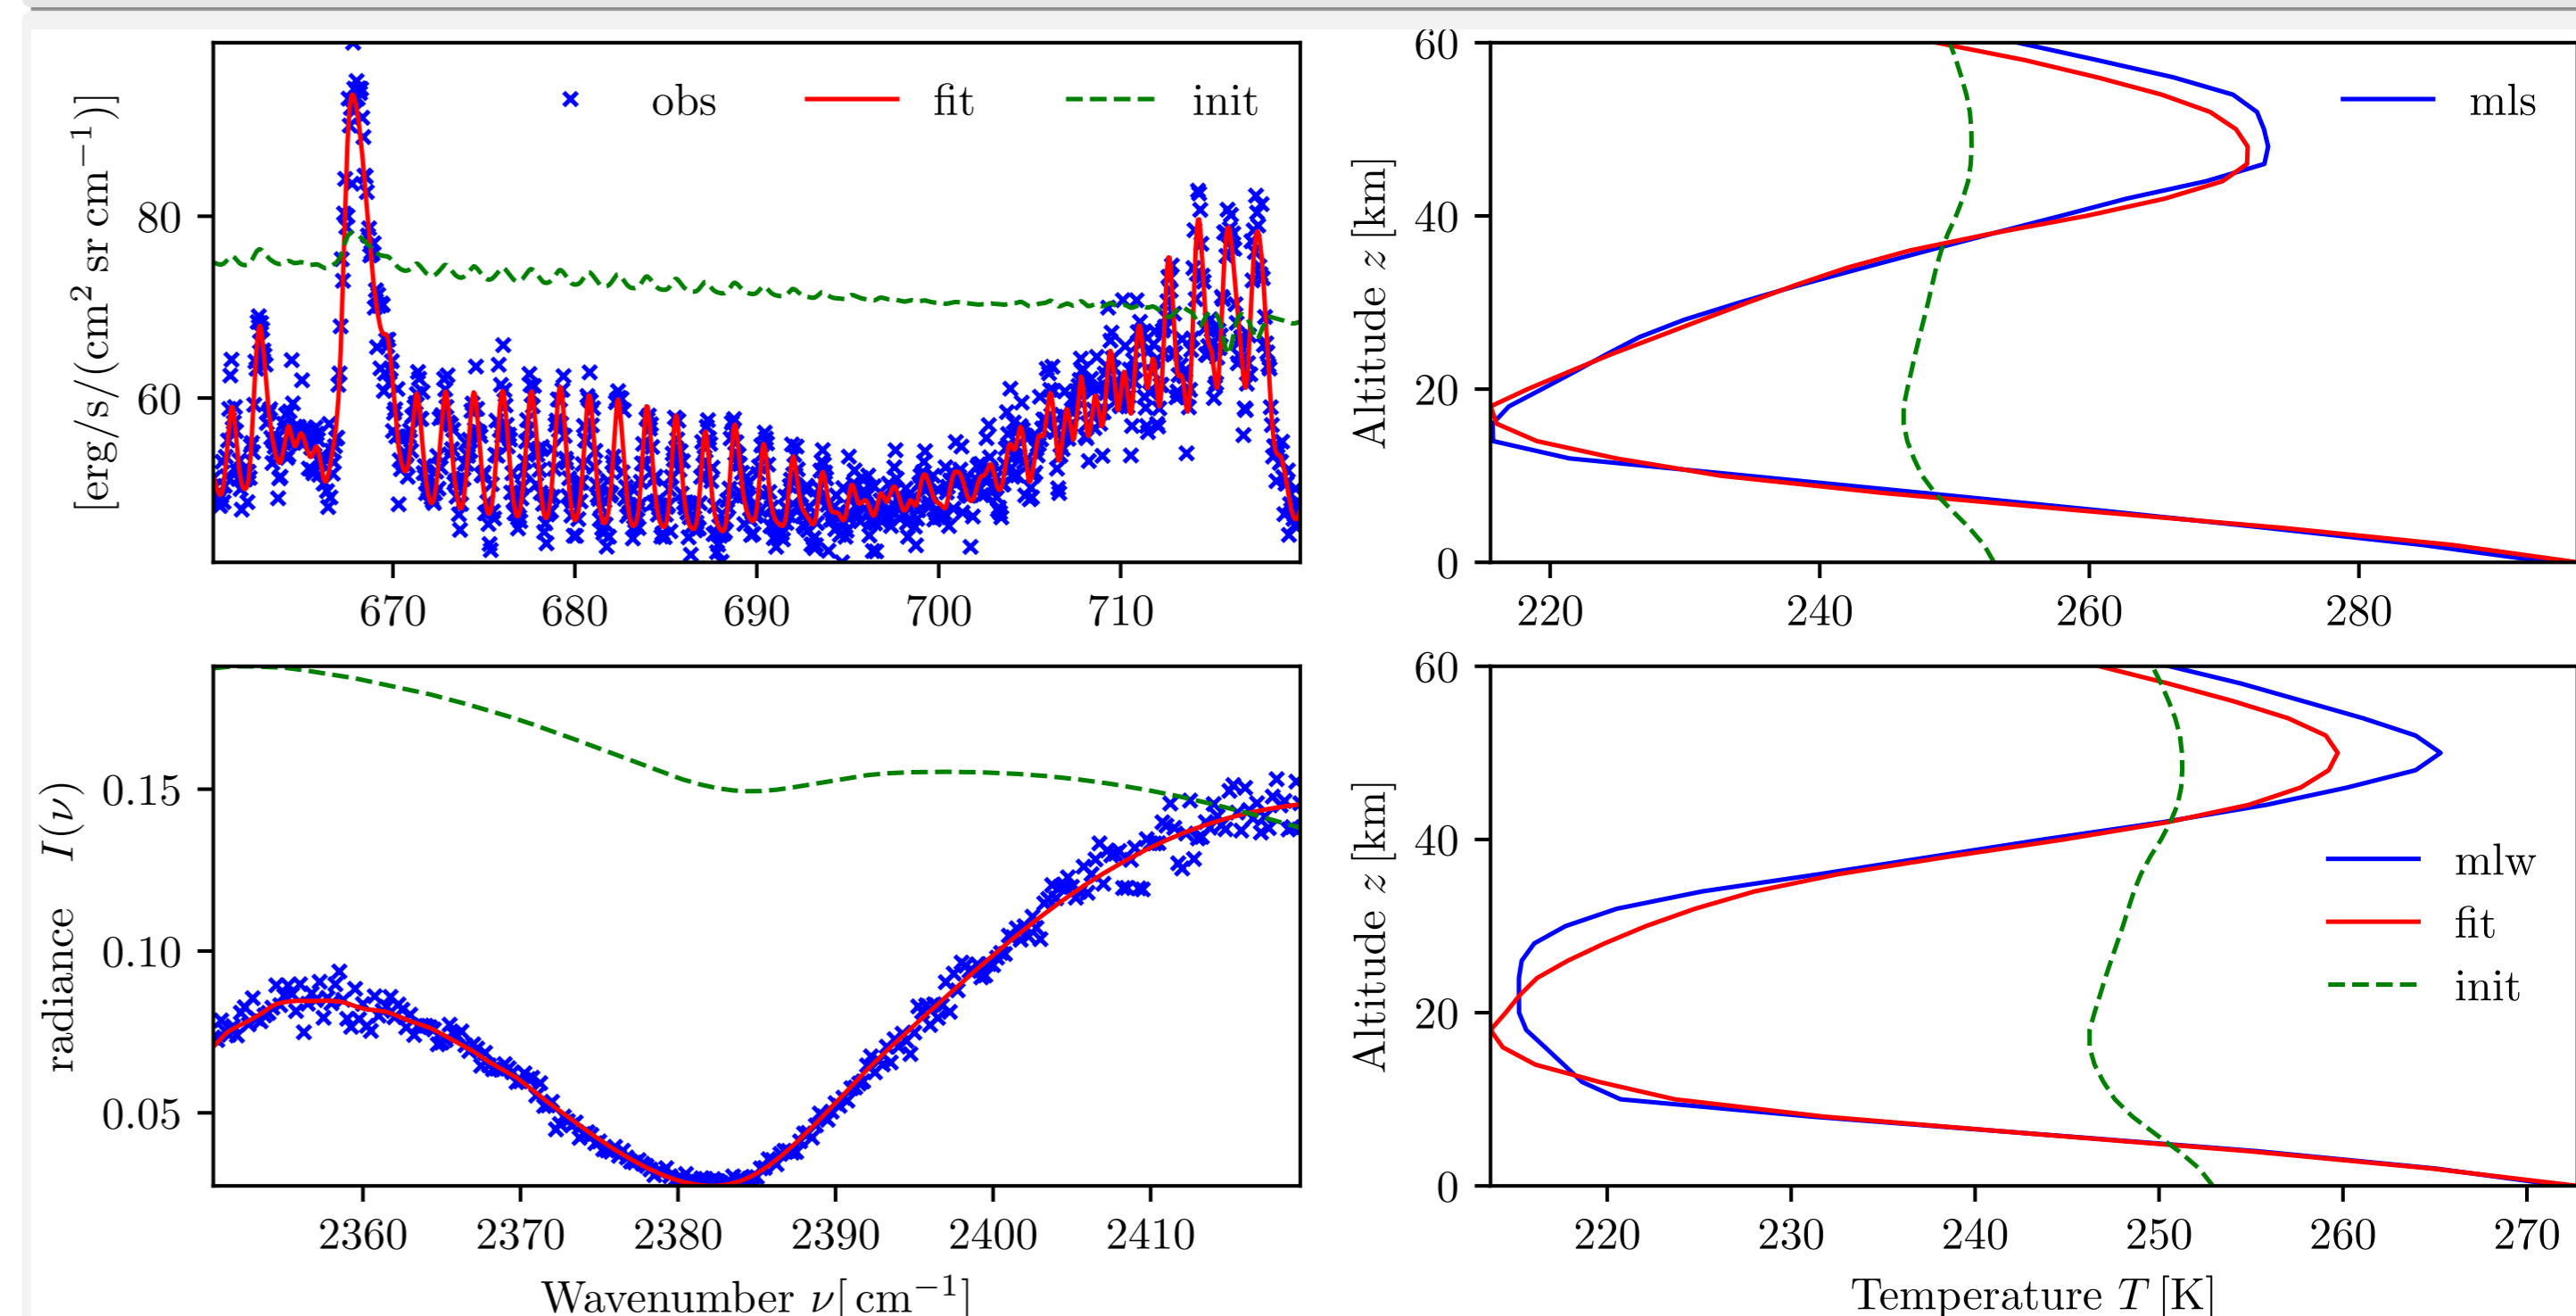 obs fit init
[erg/s/(cm² sr cm⁻¹)]
80
60
670 680 690 700 710
mls
Altitude z [km]
60
40
20
0
220 240 260 280
radiance I(ν)
0.15
0.10
0.05
2360 2370 2380 2390 2400 2410
Wavenumber ν[cm⁻¹]
mlw
fit
init
Altitude z [km]
60
40
20
0
220 230 240 250 260 270
Temperature T [K]